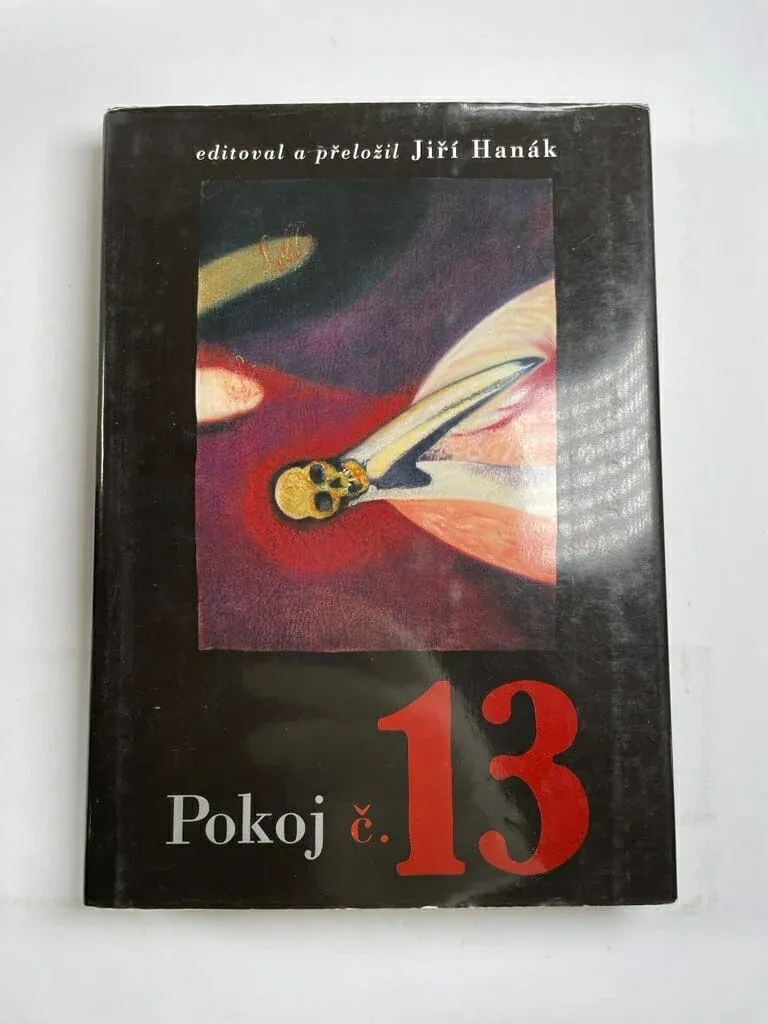 editoval a přeložil Jiří Hanák
Pokoj č. 13